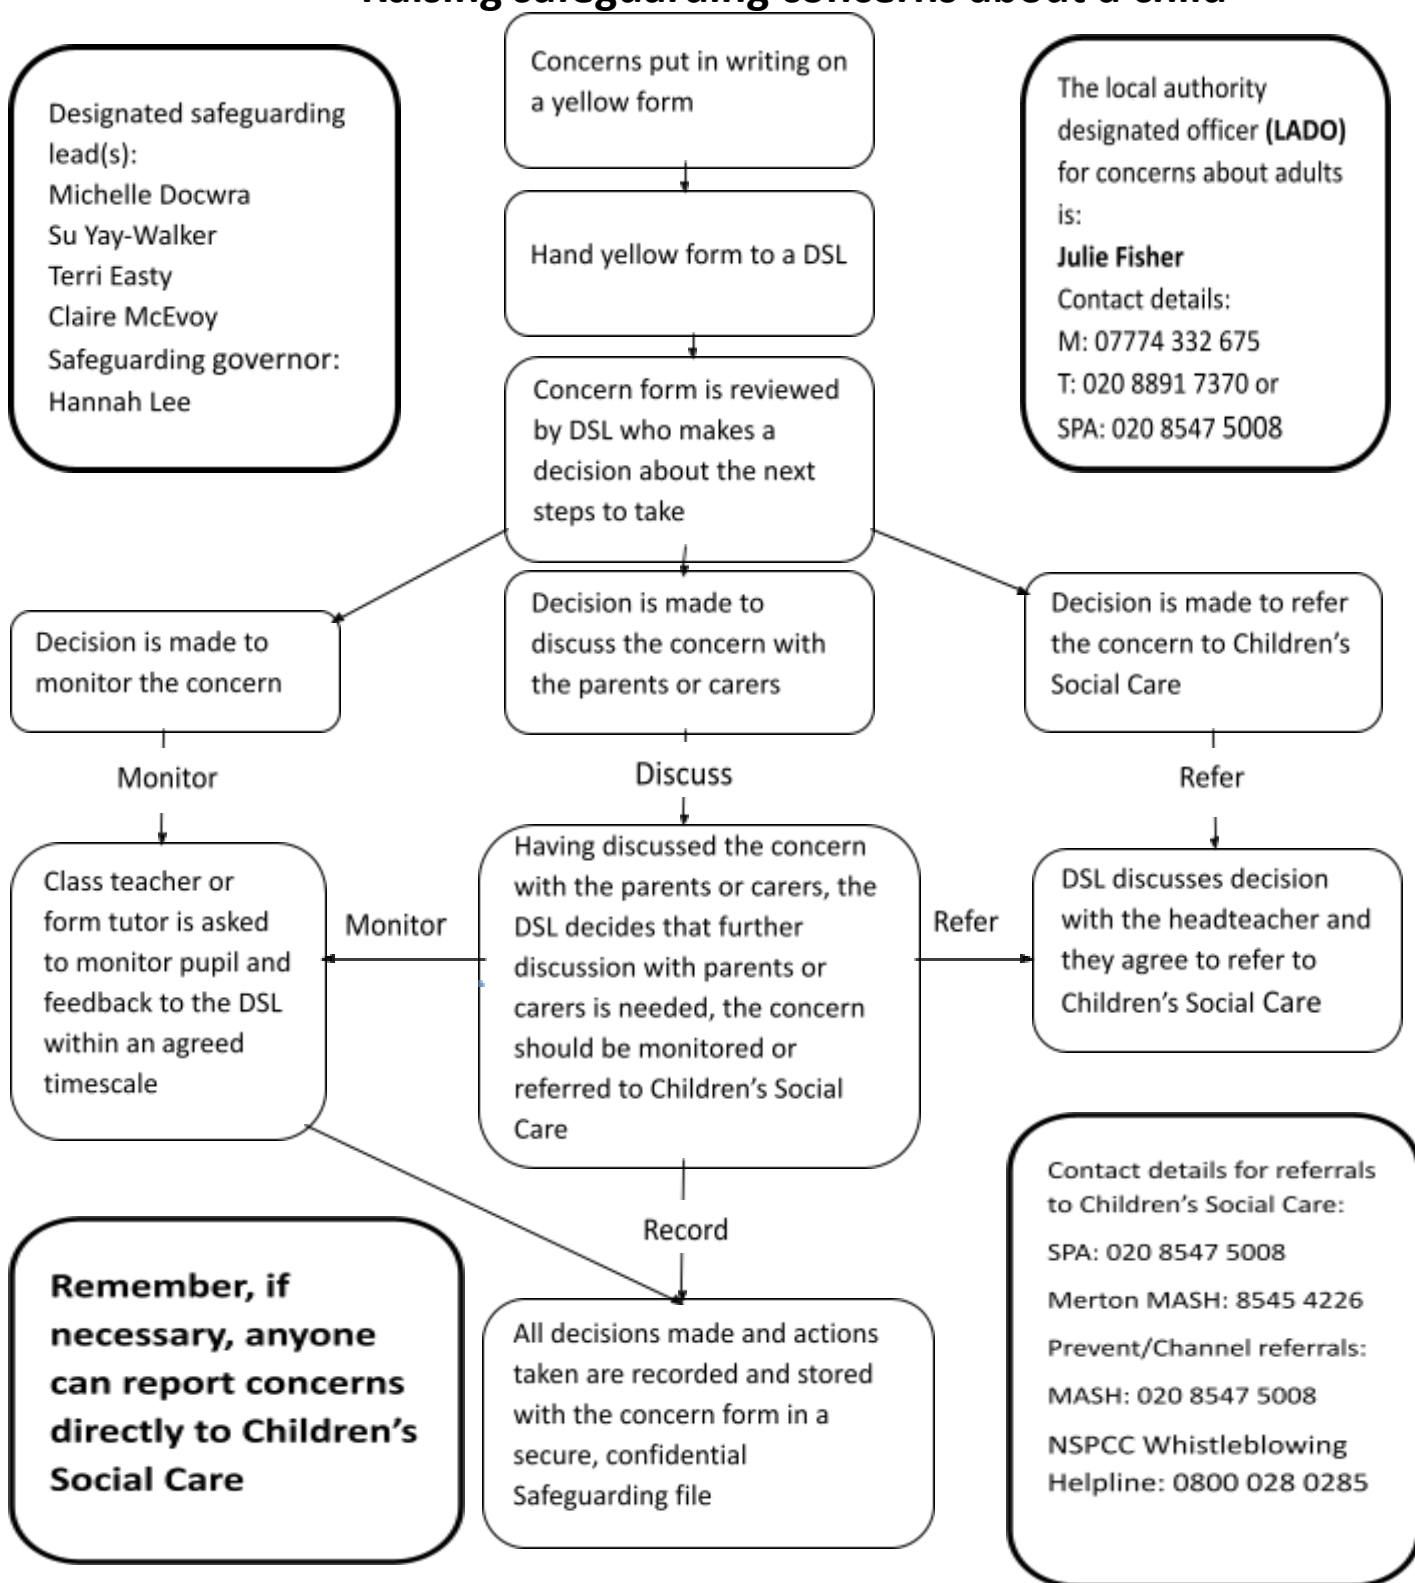 Raising safeguarding concerns about a child
Designated safeguarding
lead(s):
Michelle Docwra
Su Yay-Walker
Terri Easty
Claire McEvoy
Safeguarding governor:
Hannah Lee
Concerns put in writing on
a yellow form
The local authority
designated officer (LADO)
for concerns about adults
is:
Julie Fisher
Contact details:
M: 07774 332 675
T: 020 8891 7370 or
SPA: 020 8547 5008
Hand yellow form to a DSL
Concern form is reviewed
by DSL who makes a
decision about the next
steps to take
Decision is made to
monitor the concern
Decision is made to
discuss the concern with
the parents or carers
Decision is made to refer
the concern to Children’s
Social Care
Monitor
Discuss
Refer
Class teacher or
form tutor is asked
to monitor pupil and
feedback to the DSL
within an agreed
timescale
Monitor
Having discussed the concern
with the parents or carers, the
DSL decides that further
discussion with parents or
carers is needed, the concern
should be monitored or
referred to Children’s Social
Care
Refer
DSL discusses decision
with the headteacher and
they agree to refer to
Children’s Social Care
Record
Remember, if
necessary, anyone
can report concerns
directly to Children’s
Social Care
All decisions made and actions
taken are recorded and stored
with the concern form in a
secure, confidential
Safeguarding file
Contact details for referrals
to Children’s Social Care:
SPA: 020 8547 5008
Merton MASH: 8545 4226
Prevent/Channel referrals:
MASH: 020 8547 5008
NSPCC Whistleblowing
Helpline: 0800 028 0285